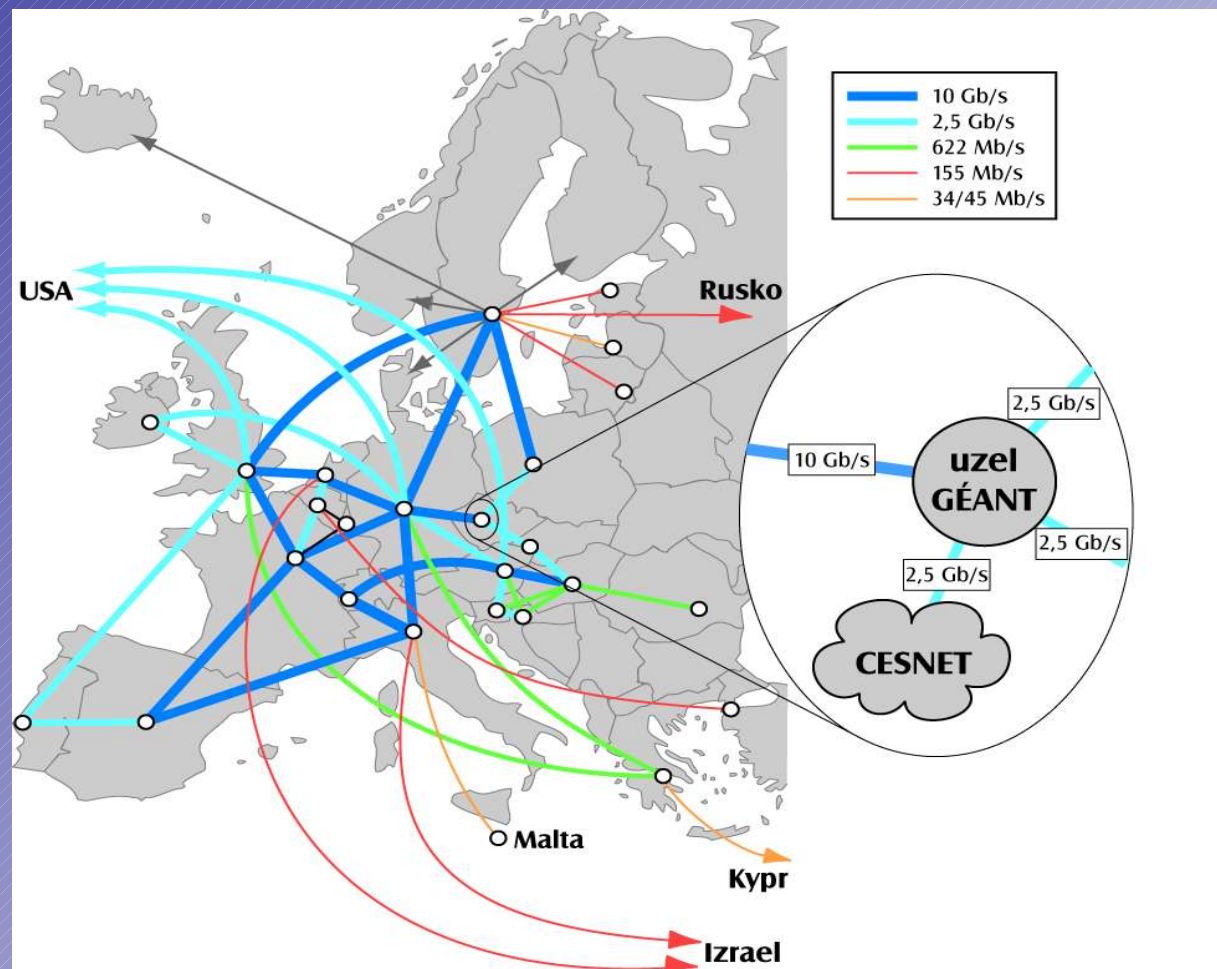 10 Gb/s
2,5 Gb/s
622 Mb/s
155 Mb/s
34/45 Mb/s
USA
Rusko
2,5 Gb/s
10 Gb/s
uzel
GÉANT
2,5 Gb/s
2,5 Gb/s
CESNET
Malta
Kypr
Izrael